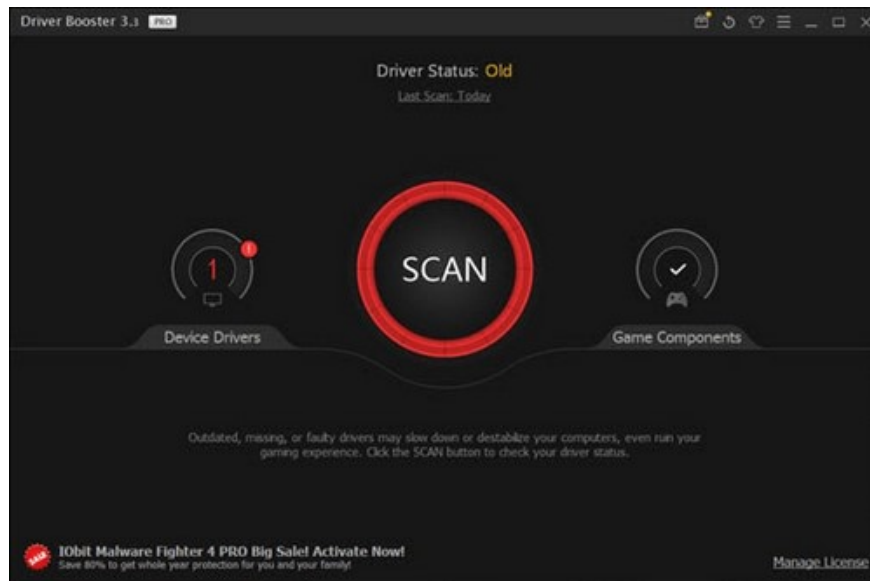 Driver Booster 3.3 PRO
Driver Status: Old
Last Scan: Today
1
!
SCAN
Device Drivers
Game Components
Outdated, missing, or faulty drivers may slow down or destabilize your computers, even ruin your
gaming experience. Click the SCAN button to check your driver status.
SALE
IObit Malware Fighter 4 PRO Big Sale! Activate Now!
Save 80% to get whole year protection for you and your family!
Manage License